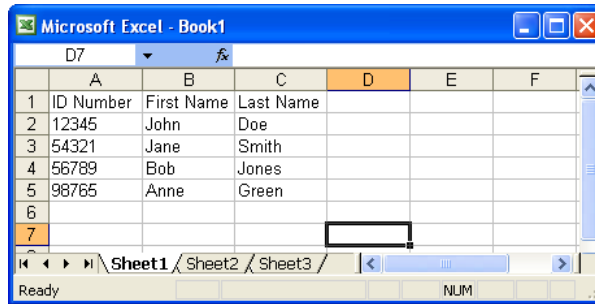 Microsoft Excel - Book1
D7 fx
A B C D E F
1 ID Number First Name Last Name
2 12345 John Doe
3 54321 Jane Smith
4 56789 Bob Jones
5 98765 Anne Green
6
7
Sheet1 Sheet2 Sheet3
Ready NUM